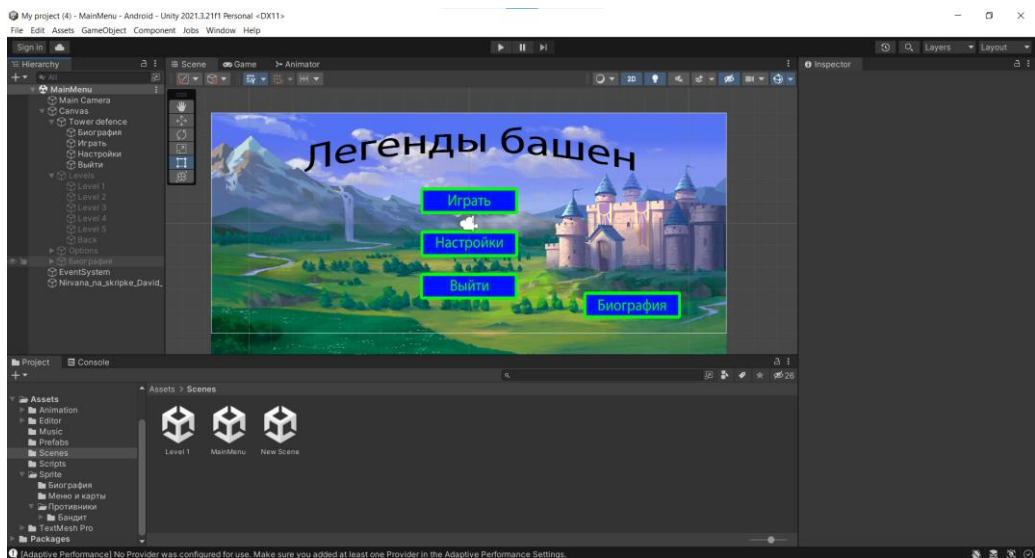 My project (4) - MainMenu - Android - Unity 2021.3.21f1 Personal <DX11>
File Edit Assets GameObject Component Jobs Window Help
Sign in
Layers
Layout
Hierarchy
Scene
Game
Animator
Inspector
All
2D
MainMenu
Main Camera
Canvas
Tower defence
Биография
Играть
Настройки
Выйти
Levels
Level 1
Level 2
Level 3
Level 4
Level 5
Back
Options
Биография
EventSystem
Nirvana_na_skripke_David_
Легенды башен
Играть
Настройки
Выйти
Биография
Project
Console
26
Assets
Animation
Editor
Music
Prefabs
Scenes
Scripts
Sprite
Биография
Меню и карты
Противники
Бандит
TextMesh Pro
Packages
Assets > Scenes
Level 1
MainMenu
New Scene
[Adaptive Performance] No Provider was configured for use. Make sure you added at least one Provider in the Adaptive Performance Settings.